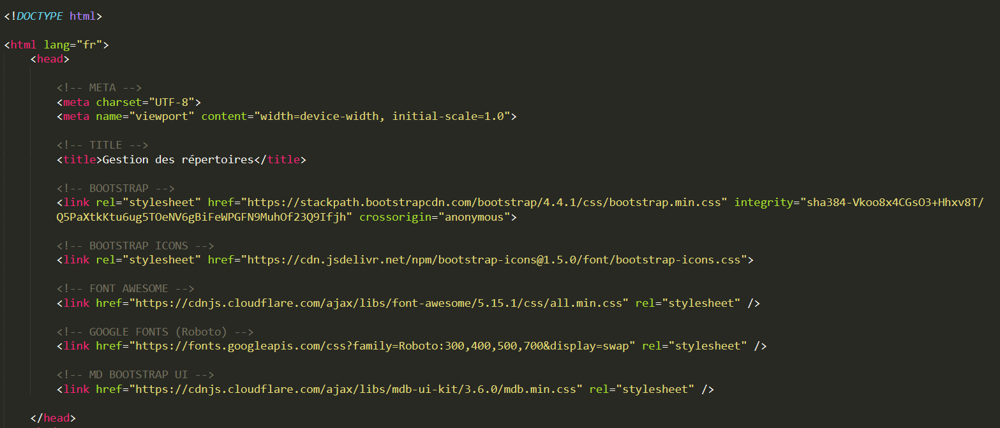 <!DOCTYPE html>
<html lang="fr">
<head>
<!-- META -->
<meta charset="UTF-8">
<meta name="viewport" content="width=device-width, initial-scale=1.0">
<!-- TITLE -->
<title>Gestion des répertoires</title>
<!-- BOOTSTRAP -->
<link rel="stylesheet" href="https://stackpath.bootstrapcdn.com/bootstrap/4.4.1/css/bootstrap.min.css" integrity="sha384-Vkoo8x4CGsO3+Hhxv8T/
Q5PaXtkKtu6ug5TOeNV6gBiFeWPGFN9MuhOf23Q9Ifjh" crossorigin="anonymous">
<!-- BOOTSTRAP ICONS -->
<link rel="stylesheet" href="https://cdn.jsdelivr.net/npm/bootstrap-icons@1.5.0/font/bootstrap-icons.css">
<!-- FONT AWESOME -->
<link href="https://cdnjs.cloudflare.com/ajax/libs/font-awesome/5.15.1/css/all.min.css" rel="stylesheet" />
<!-- GOOGLE FONTS (Roboto) -->
<link href="https://fonts.googleapis.com/css?family=Roboto:300,400,500,700&display=swap" rel="stylesheet" />
<!-- MD BOOTSTRAP UI -->
<link href="https://cdnjs.cloudflare.com/ajax/libs/mdb-ui-kit/3.6.0/mdb.min.css" rel="stylesheet" />
</head>